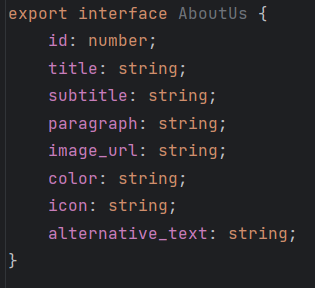 export interface AboutUs {
    id: number;
    title: string;
    subtitle: string;
    paragraph: string;
    image_url: string;
    color: string;
    icon: string;
    alternative_text: string;
}